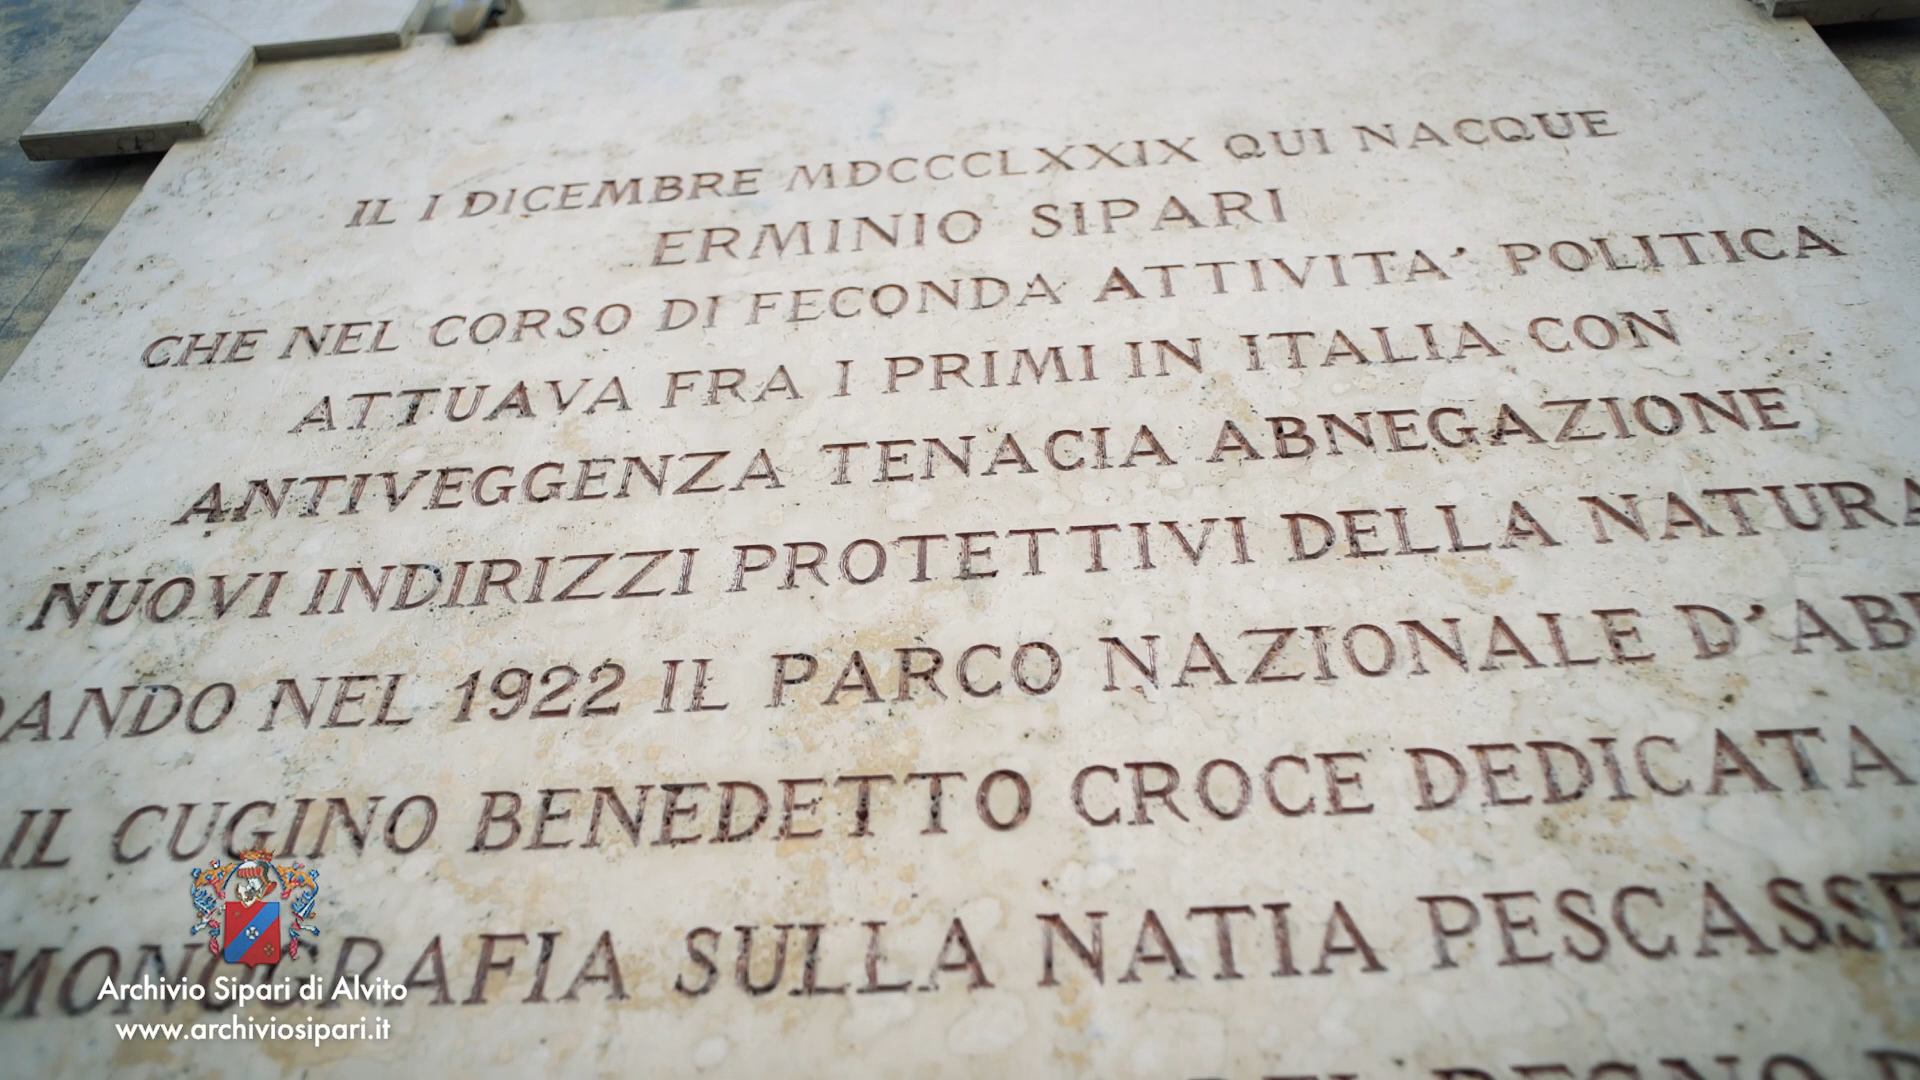 IL I DICEMBRE MDCCCLXXIX QUI NACQUE
ERMINIO SIPARI
CHE NEL CORSO DI FECONDA ATTIVITA' POLITICA
ATTUAVA FRA I PRIMI IN ITALIA CON
ANTIVEGGENZA TENACIA ABNEGAZIONE
NUOVI INDIRIZZI PROTETTIVI DELLA NATURA
NEL 1922 IL PARCO NAZIONALE
IL CUGINO BENEDETTO CROCE DEDICATA
MONOGRAFIA SULLA NATIA
Archivio Sipari di Alvito
www.archiviosipari.it